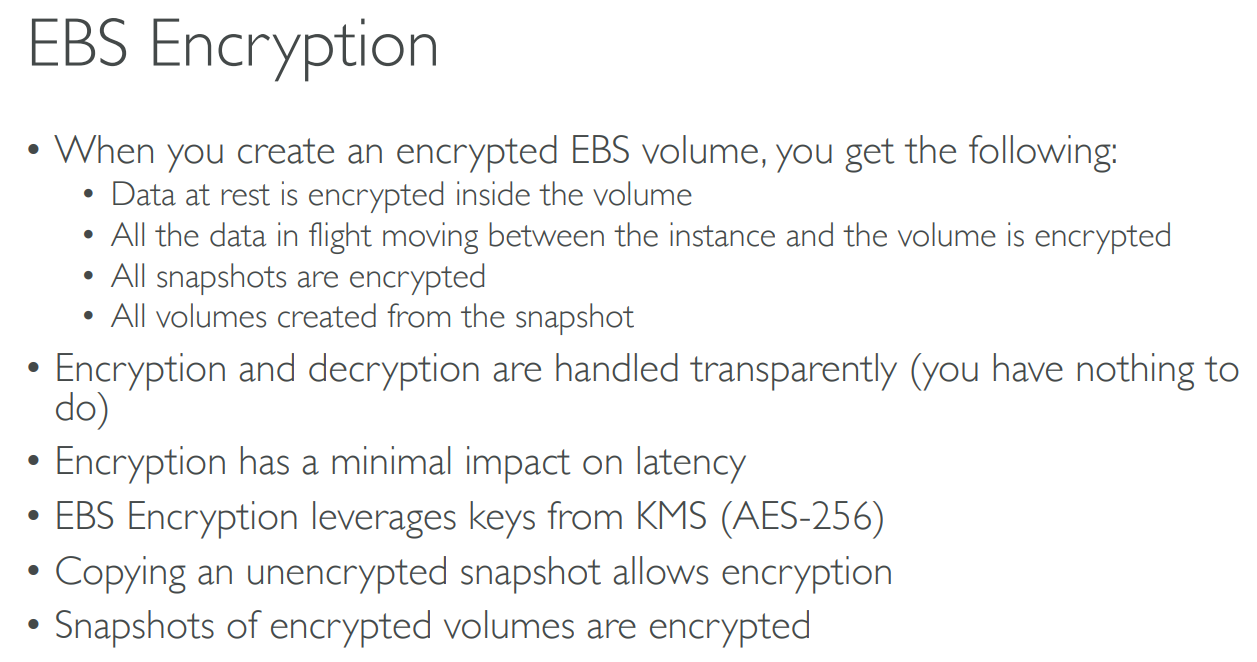 EBS Encryption
• When you create an encrypted EBS volume, you get the following:
• Data at rest is encrypted inside the volume
• All the data in flight moving between the instance and the volume is encrypted
• All snapshots are encrypted
• All volumes created from the snapshot
• Encryption and decryption are handled transparently (you have nothing to
do)
• Encryption has a minimal impact on latency
• EBS Encryption leverages keys from KMS (AES-256)
• Copying an unencrypted snapshot allows encryption
• Snapshots of encrypted volumes are encrypted